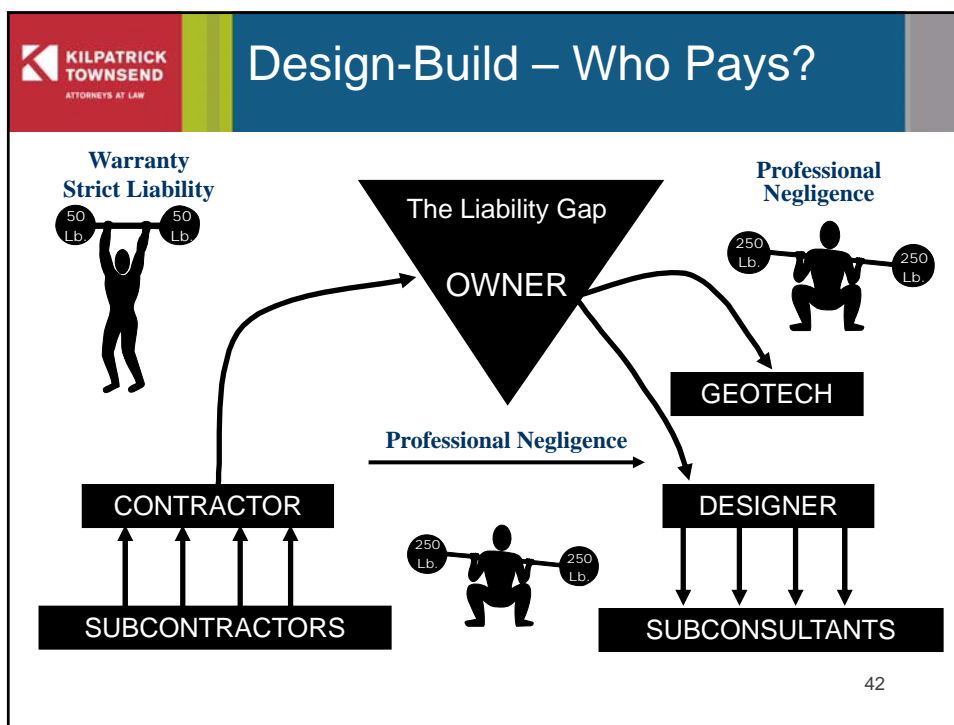 KILPATRICK
TOWNSEND
ATTORNEYS AT LAW
Design-Build – Who Pays?
Warranty
Strict Liability
50
Lb.
50
Lb.
The Liability Gap
OWNER
Professional
Negligence
250
Lb.
250
Lb.
GEOTECH
Professional Negligence
CONTRACTOR
DESIGNER
250
Lb.
250
Lb.
SUBCONTRACTORS
SUBCONSULTANTS
42